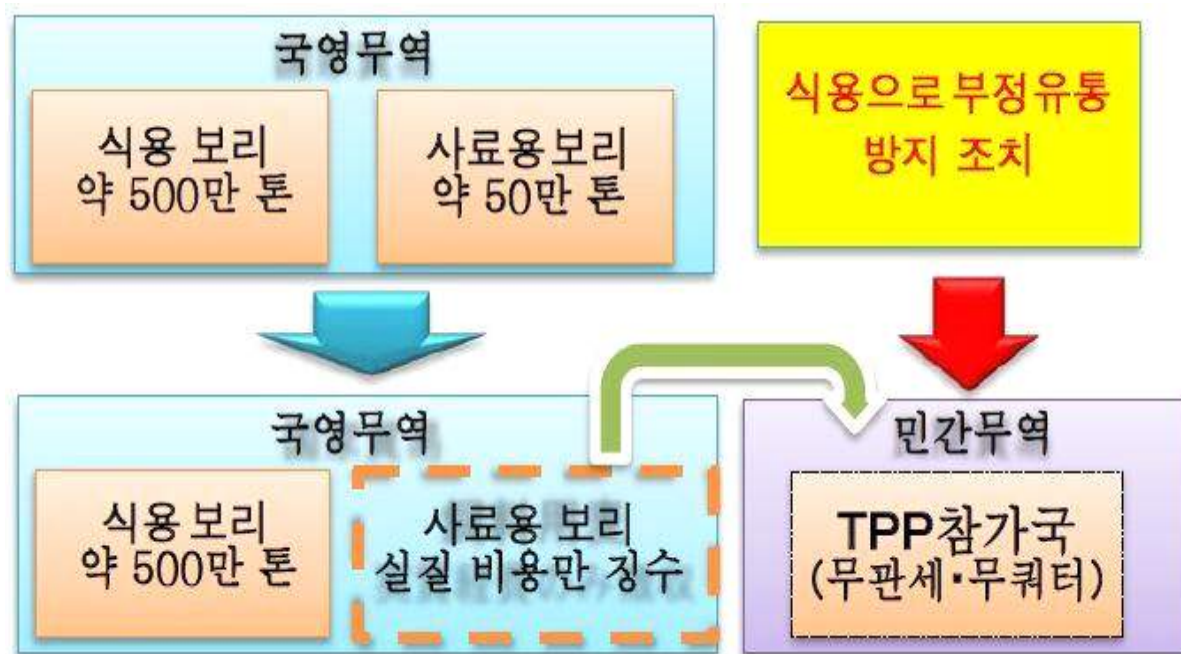 국영무역
식용 보리
약 500만 톤
사료용보리
약 50만 톤
식용으로 부정유통
방지 조치
국영무역
식용 보리
약 500만 톤
사료용 보리
실질 비용만 징수
민간무역
TPP참가국
(무관세·무쿼터)